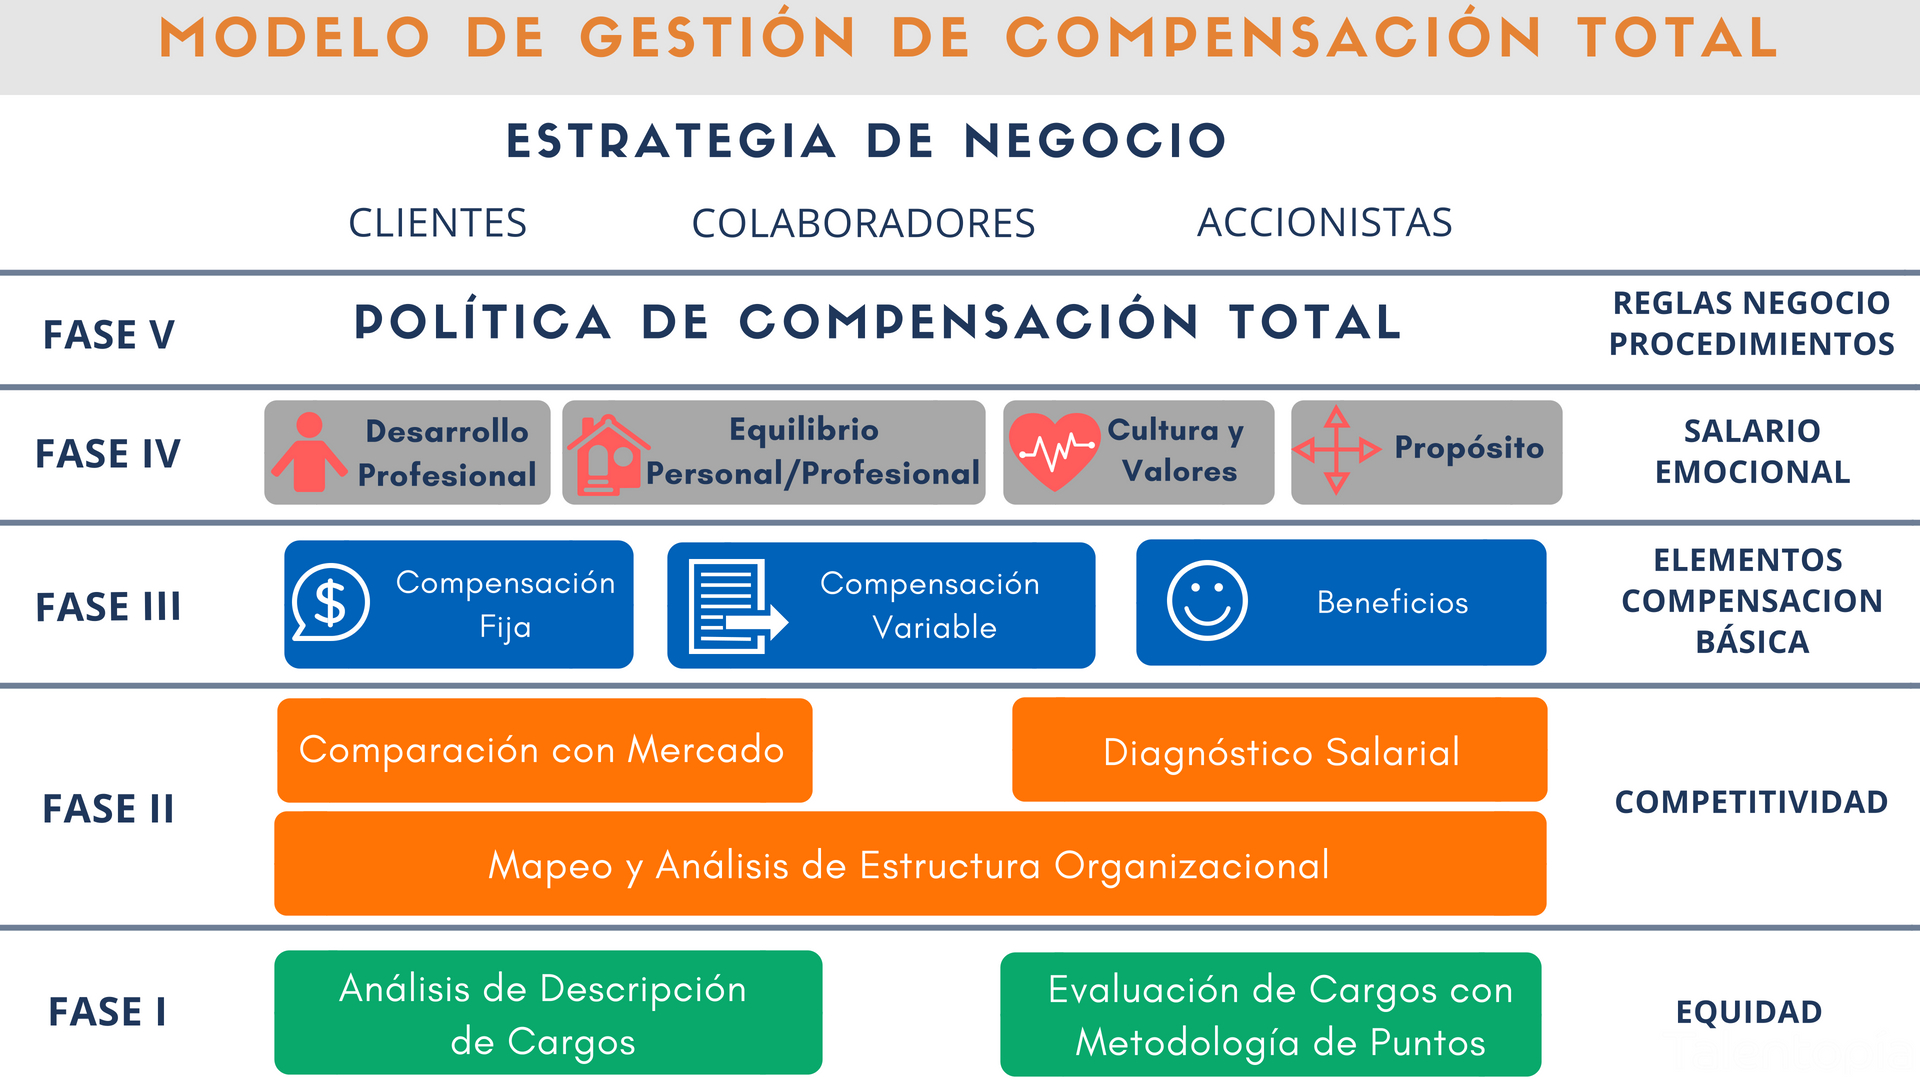 MODELO DE GESTIÓN DE COMPENSACIÓN TOTAL
ESTRATEGIA DE NEGOCIO
CLIENTES
COLABORADORES
ACCIONISTAS
FASE V
POLÍTICA DE COMPENSACIÓN TOTAL
REGLAS NEGOCIO
PROCEDIMIENTOS
FASE IV
Desarrollo
Profesional
Equilibrio
Personal/Profesional
Cultura y
Valores
Propósito
SALARIO
EMOCIONAL
FASE III
$
Compensación
Fija
Compensación
Variable
Beneficios
ELEMENTOS
COMPENSACION
BÁSICA
FASE II
Comparación con Mercado
Diagnóstico Salarial
Mapeo y Análisis de Estructura Organizacional
COMPETITIVIDAD
FASE I
Análisis de Descripción
de Cargos
Evaluación de Cargos con
Metodología de Puntos
EQUIDAD